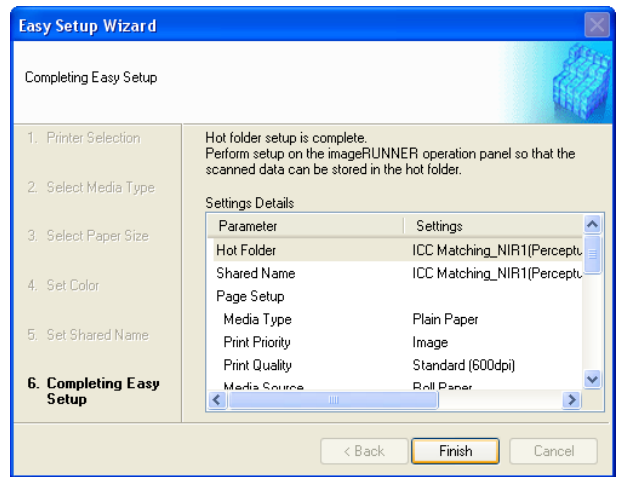 Easy Setup Wizard
Completing Easy Setup
1. Printer Selection
2. Select Media Type
3. Select Paper Size
4. Set Color
5. Set Shared Name
6. Completing Easy
Setup
Hot folder setup is complete.
Perform setup on the imageRUNNER operation panel so that the
scanned data can be stored in the hot folder.
Settings Details
Parameter Settings
Hot Folder ICC Matching_NIR1(Perceptu
Shared Name ICC Matching_NIR1(Perceptu
Page Setup
Media Type Plain Paper
Print Priority Image
Print Quality Standard (600dpi)
Media Source Roll Paper
< Back Finish Cancel